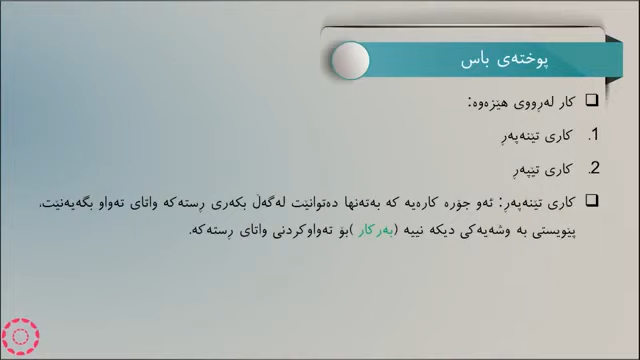 پوختەی باس
❑ کار لەڕووی هێزەوە:
1. کاری تێنەپەڕ
2. کاری تێپەڕ
❑ کاری تێنەپەڕ: ئەو جۆرە کارەیە کە بەتەنها دەتوانێت لەگەڵ بکەری ڕستەکە واتای تەواو بگەیەنێت،
پێویستی بە وشەیەکی دیکە نییە (بەرکار )بۆ تەواوکردنی واتای ڕستەکە.